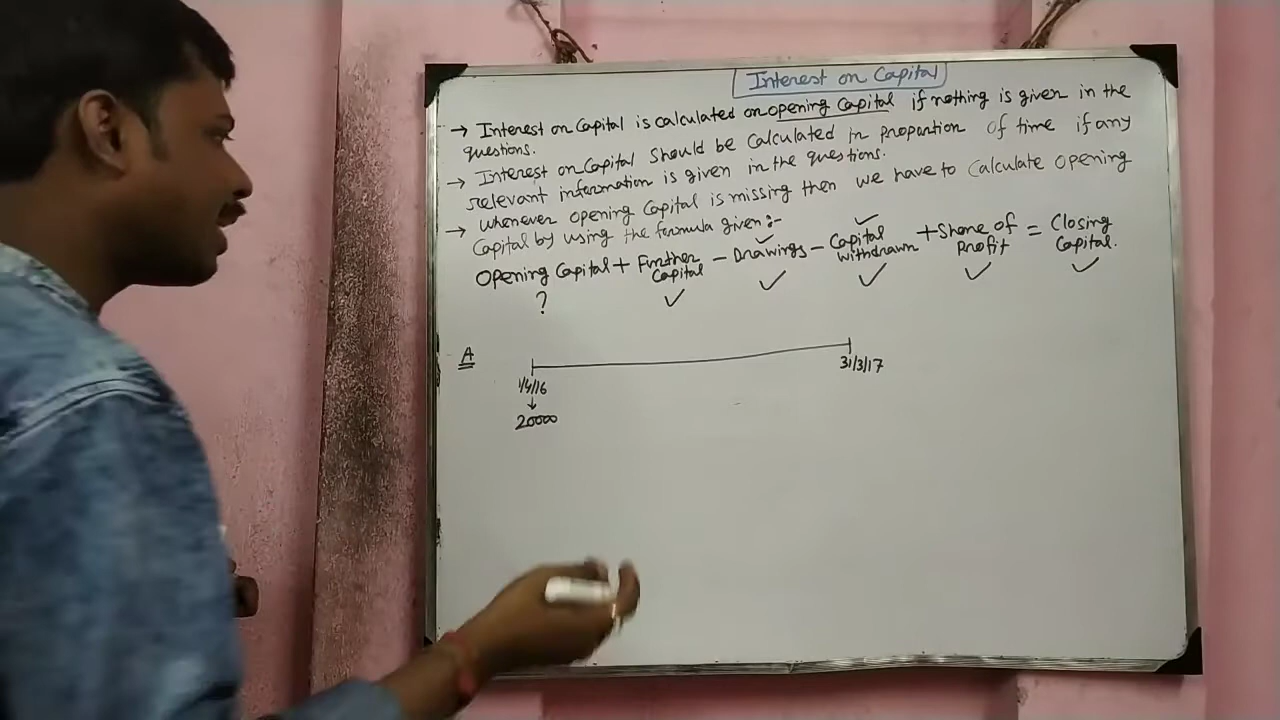 Interest on Capital
→ Interest on Capital is calculated on opening Capital if nothing is given in the
questions.
→ Interest on Capital should be calculated in proportion of time if any
relevant information is given in the questions.
→ whenever opening Capital is missing then we have to calculate opening
Capital by using the formula given:-
Opening Capital + Further Capital - Drawings - Capital withdrawn + Share of Profit = Closing Capital.
?
A
1/4/16
31/3/17
↓
20000